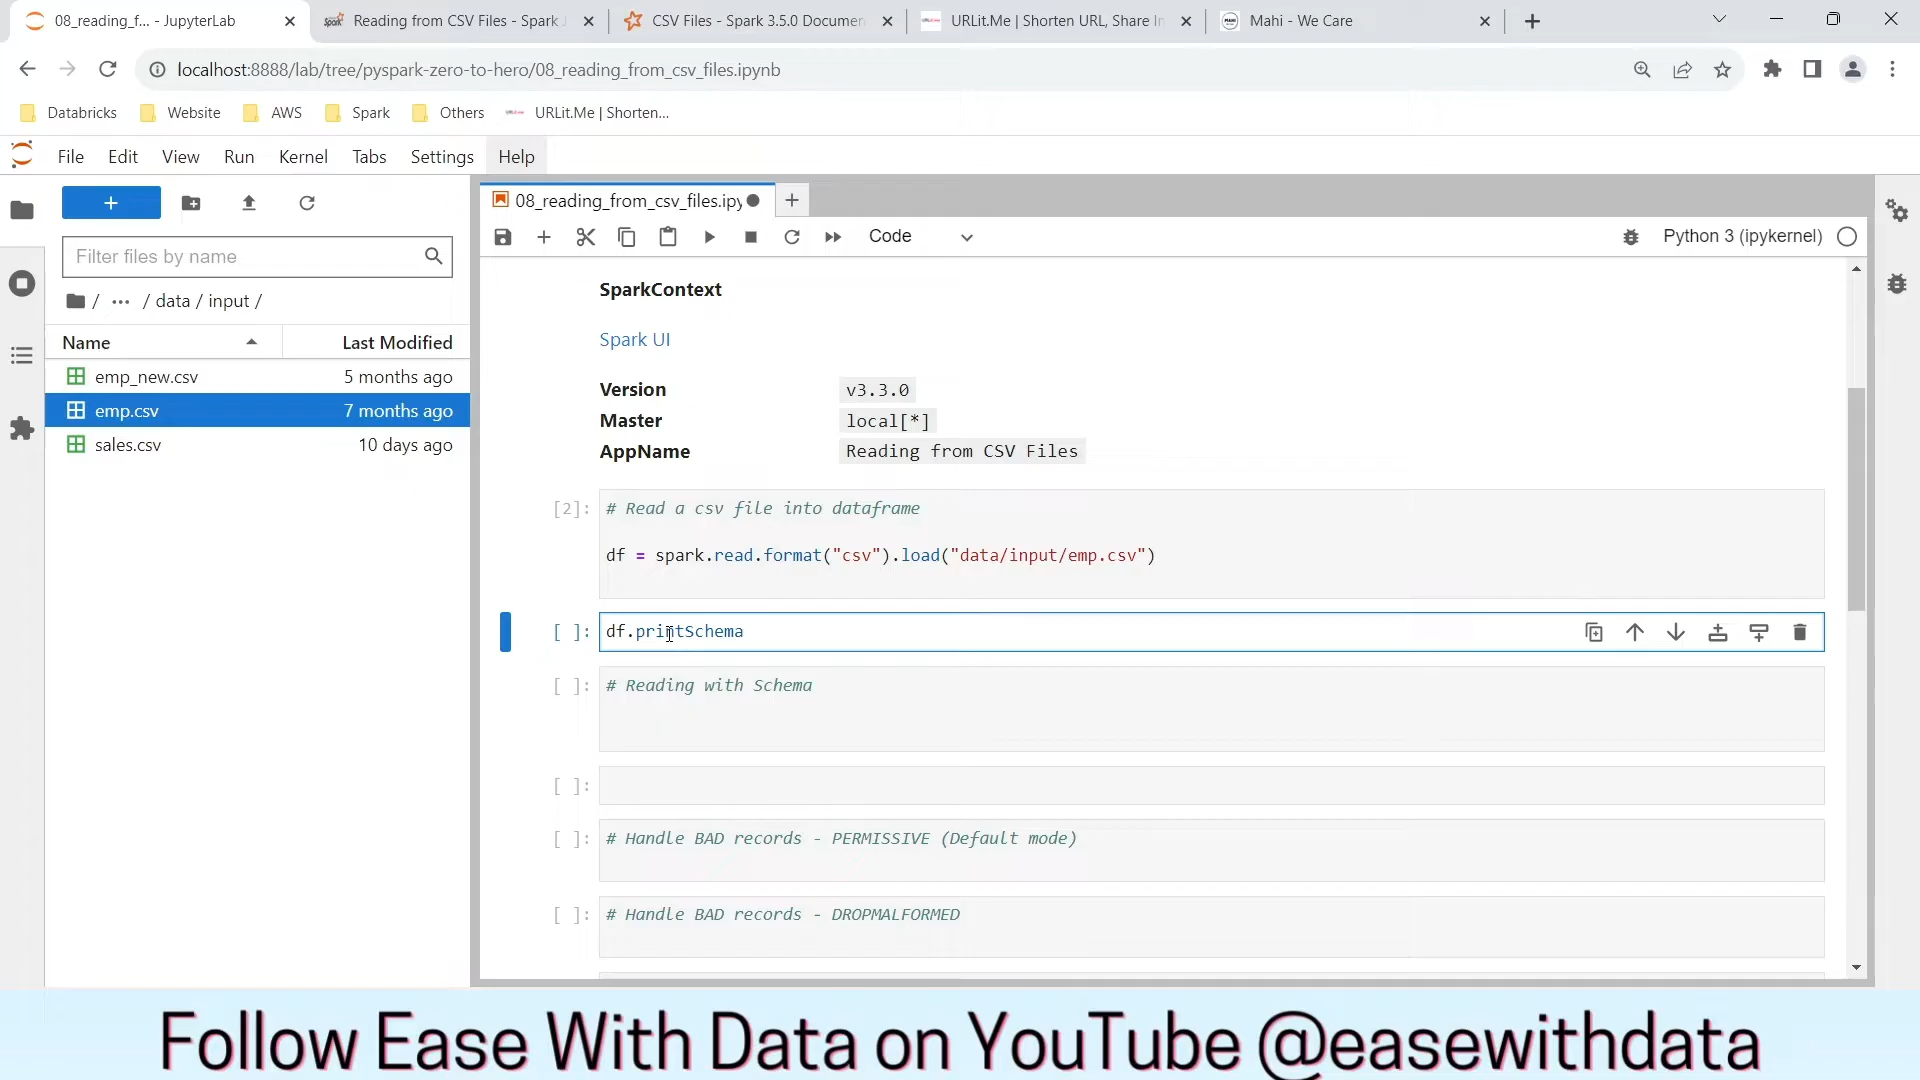 08_reading_f... - JupyterLab
Reading from CSV Files - Spark
CSV Files - Spark 3.5.0 Documen
URLit.Me | Shorten URL, Share In
Mahi - We Care
localhost:8888/lab/tree/pyspark-zero-to-hero/08_reading_from_csv_files.ipynb
Databricks
Website
AWS
Spark
Others
URLit.Me | Shorten...
File Edit View Run Kernel Tabs Settings Help
Filter files by name
/ ... / data / input /
Name Last Modified
emp_new.csv 5 months ago
emp.csv 7 months ago
sales.csv 10 days ago
08_reading_from_csv_files.ipy
Code
Python 3 (ipykernel)
SparkContext
Spark UI
Version v3.3.0
Master local[*]
AppName Reading from CSV Files
[2]: # Read a csv file into dataframe
df = spark.read.format("csv").load("data/input/emp.csv")
[ ]: df.printSchema
[ ]: # Reading with Schema
[ ]:
[ ]: # Handle BAD records - PERMISSIVE (Default mode)
[ ]: # Handle BAD records - DROPMALFORMED
Follow Ease With Data on YouTube @easewithdata